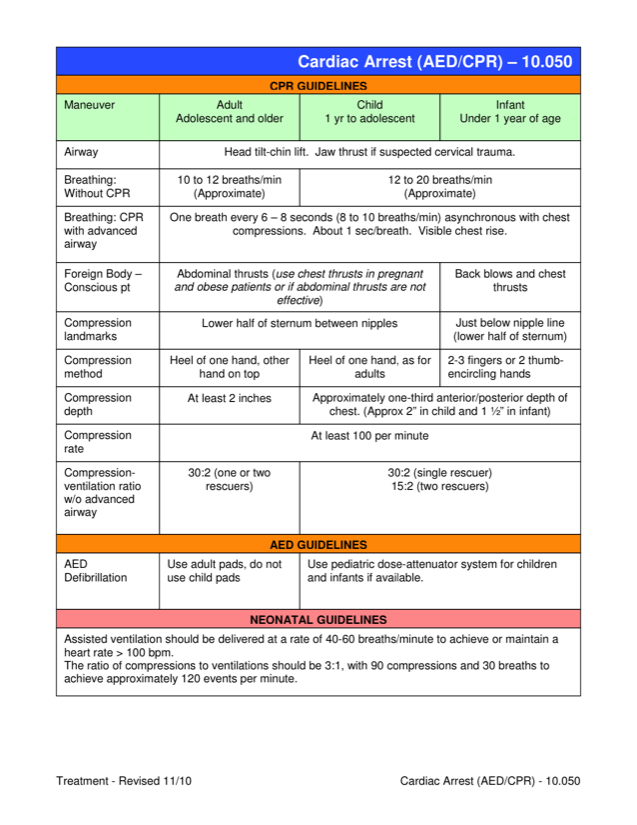 Cardiac Arrest (AED/CPR) – 10.050
CPR GUIDELINES
Maneuver
Adult
Adolescent and older
Child
1 yr to adolescent
Infant
Under 1 year of age
Airway
Head tilt-chin lift. Jaw thrust if suspected cervical trauma.
Breathing:
Without CPR
10 to 12 breaths/min
(Approximate)
12 to 20 breaths/min
(Approximate)
Breathing: CPR
with advanced
airway
One breath every 6 – 8 seconds (8 to 10 breaths/min) asynchronous with chest
compressions. About 1 sec/breath. Visible chest rise.
Foreign Body –
Conscious pt
Abdominal thrusts (use chest thrusts in pregnant
and obese patients or if abdominal thrusts are not
effective)
Back blows and chest
thrusts
Compression
landmarks
Lower half of sternum between nipples
Just below nipple line
(lower half of sternum)
Compression
method
Heel of one hand, other
hand on top
Heel of one hand, as for
adults
2-3 fingers or 2 thumb-
encircling hands
Compression
depth
At least 2 inches
Approximately one-third anterior/posterior depth of
chest. (Approx 2" in child and 1 ½" in infant)
Compression
rate
At least 100 per minute
Compression-
ventilation ratio
w/o advanced
airway
30:2 (one or two
rescuers)
30:2 (single rescuer)
15:2 (two rescuers)
AED GUIDELINES
AED
Defibrillation
Use adult pads, do not
use child pads
Use pediatric dose-attenuator system for children
and infants if available.
NEONATAL GUIDELINES
Assisted ventilation should be delivered at a rate of 40-60 breaths/minute to achieve or maintain a
heart rate > 100 bpm.
The ratio of compressions to ventilations should be 3:1, with 90 compressions and 30 breaths to
achieve approximately 120 events per minute.
Treatment - Revised 11/10
Cardiac Arrest (AED/CPR) - 10.050